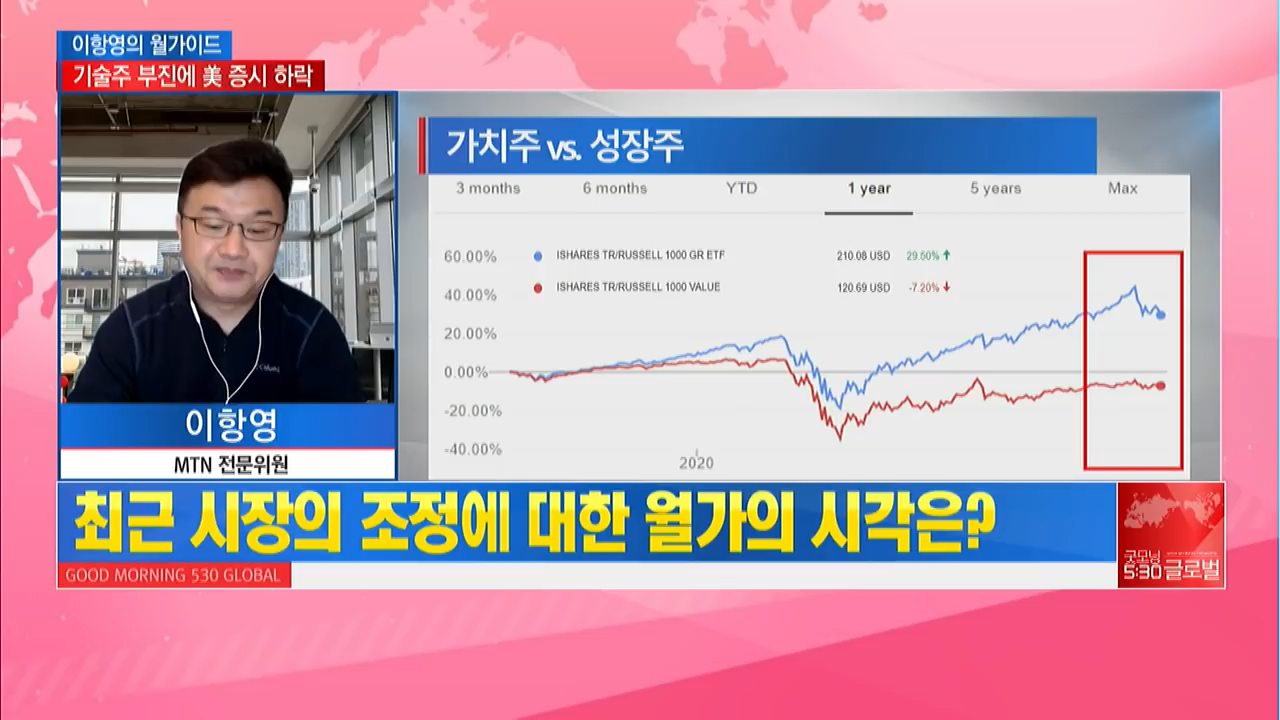 이항영의 월가이드
기술주 부진에 美 증시 하락
가치주 vs. 성장주
3 months 6 months YTD 1 year 5 years Max
60.00%
ISHARES TR/RUSSELL 1000 GR ETF 210.08 USD 29.50%
ISHARES TR/RUSSELL 1000 VALUE 120.69 USD -7.20%
40.00%
20.00%
0.00%
-20.00%
-40.00%
2020
이항영
MTN 전문위원
최근 시장의 조정에 대한 월가의 시각은?
GOOD MORNING 530 GLOBAL
굿모닝
5:30 글로벌